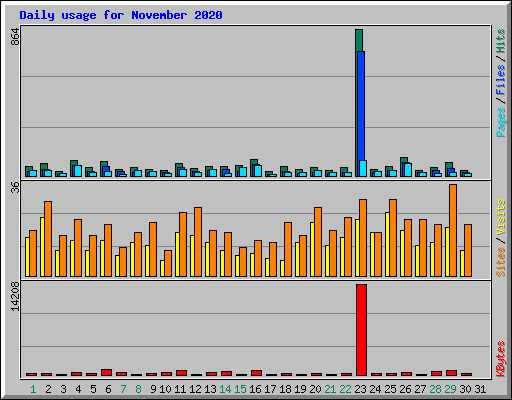 Daily usage for November 2020
864
Pages / Files / Hits
36
Sites / Visits
14208
KBytes
1 2 3 4 5 6 7 8 9 10 11 12 13 14 15 16 17 18 19 20 21 22 23 24 25 26 27 28 29 30 31